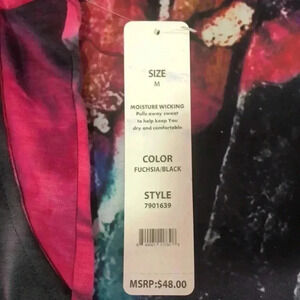 SIZE
M
MOISTURE WICKING
Pulls away sweat
to help keep You
dry and comfortable
COLOR
FUCHSIA/BLACK
STYLE
7901639
MSRP:$48.00